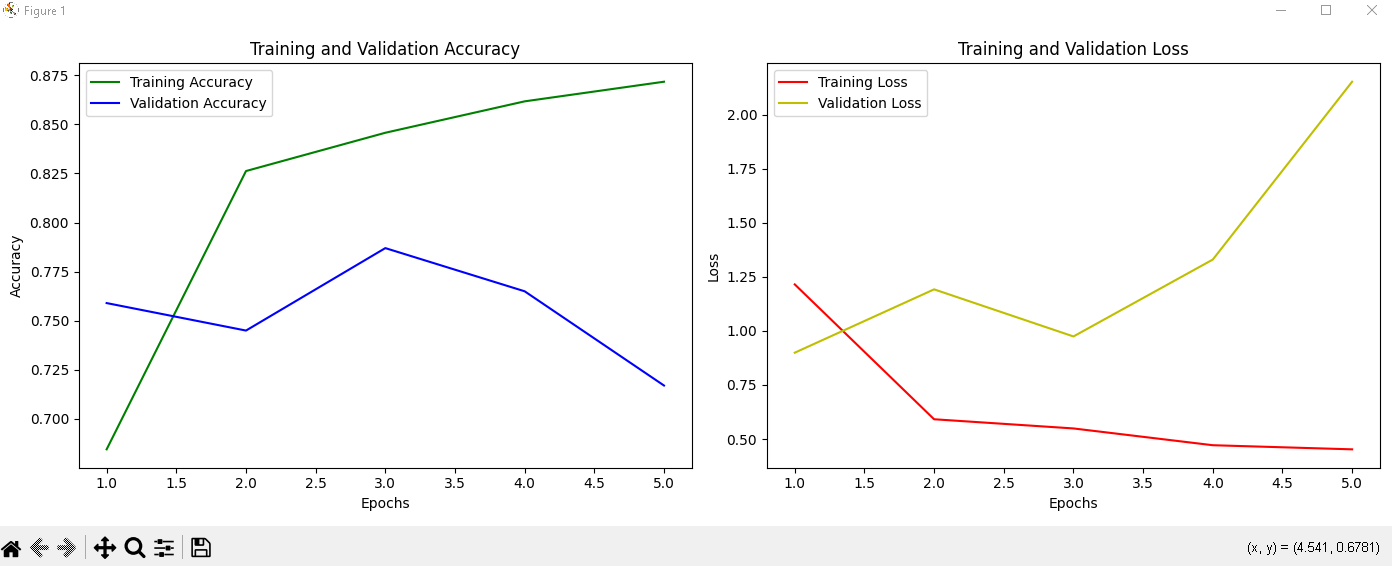 Figure 1
Training and Validation Accuracy
Training Accuracy
Validation Accuracy
Accuracy
0.875
0.850
0.825
0.800
0.775
0.750
0.725
0.700
1.0 1.5 2.0 2.5 3.0 3.5 4.0 4.5 5.0
Epochs
Training and Validation Loss
Training Loss
Validation Loss
Loss
2.00
1.75
1.50
1.25
1.00
0.75
0.50
1.0 1.5 2.0 2.5 3.0 3.5 4.0 4.5 5.0
Epochs
(x, y) = (4.541, 0.6781)